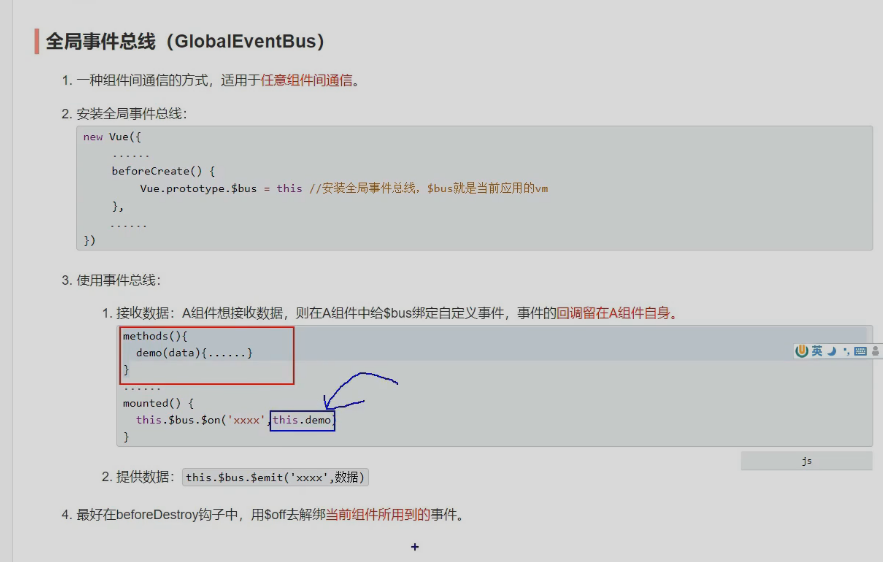 全局事件总线（GlobalEventBus）
1. 一种组件间通信的方式，适用于任意组件间通信。
2. 安装全局事件总线：
new Vue({
......
beforeCreate() {
Vue.prototype.$bus = this //安装全局事件总线，$bus就是当前应用的vm
},
......
})
3. 使用事件总线：
1. 接收数据：A组件想接收数据，则在A组件中给$bus绑定自定义事件，事件的回调留在A组件自身。
methods(){
demo(data){......}
}
......
mounted() {
this.$bus.$on('xxxx',this.demo)
}
英
js
2. 提供数据：this.$bus.$emit('xxxx',数据)
4. 最好在beforeDestroy钩子中，用$off去解绑当前组件所用到的事件。